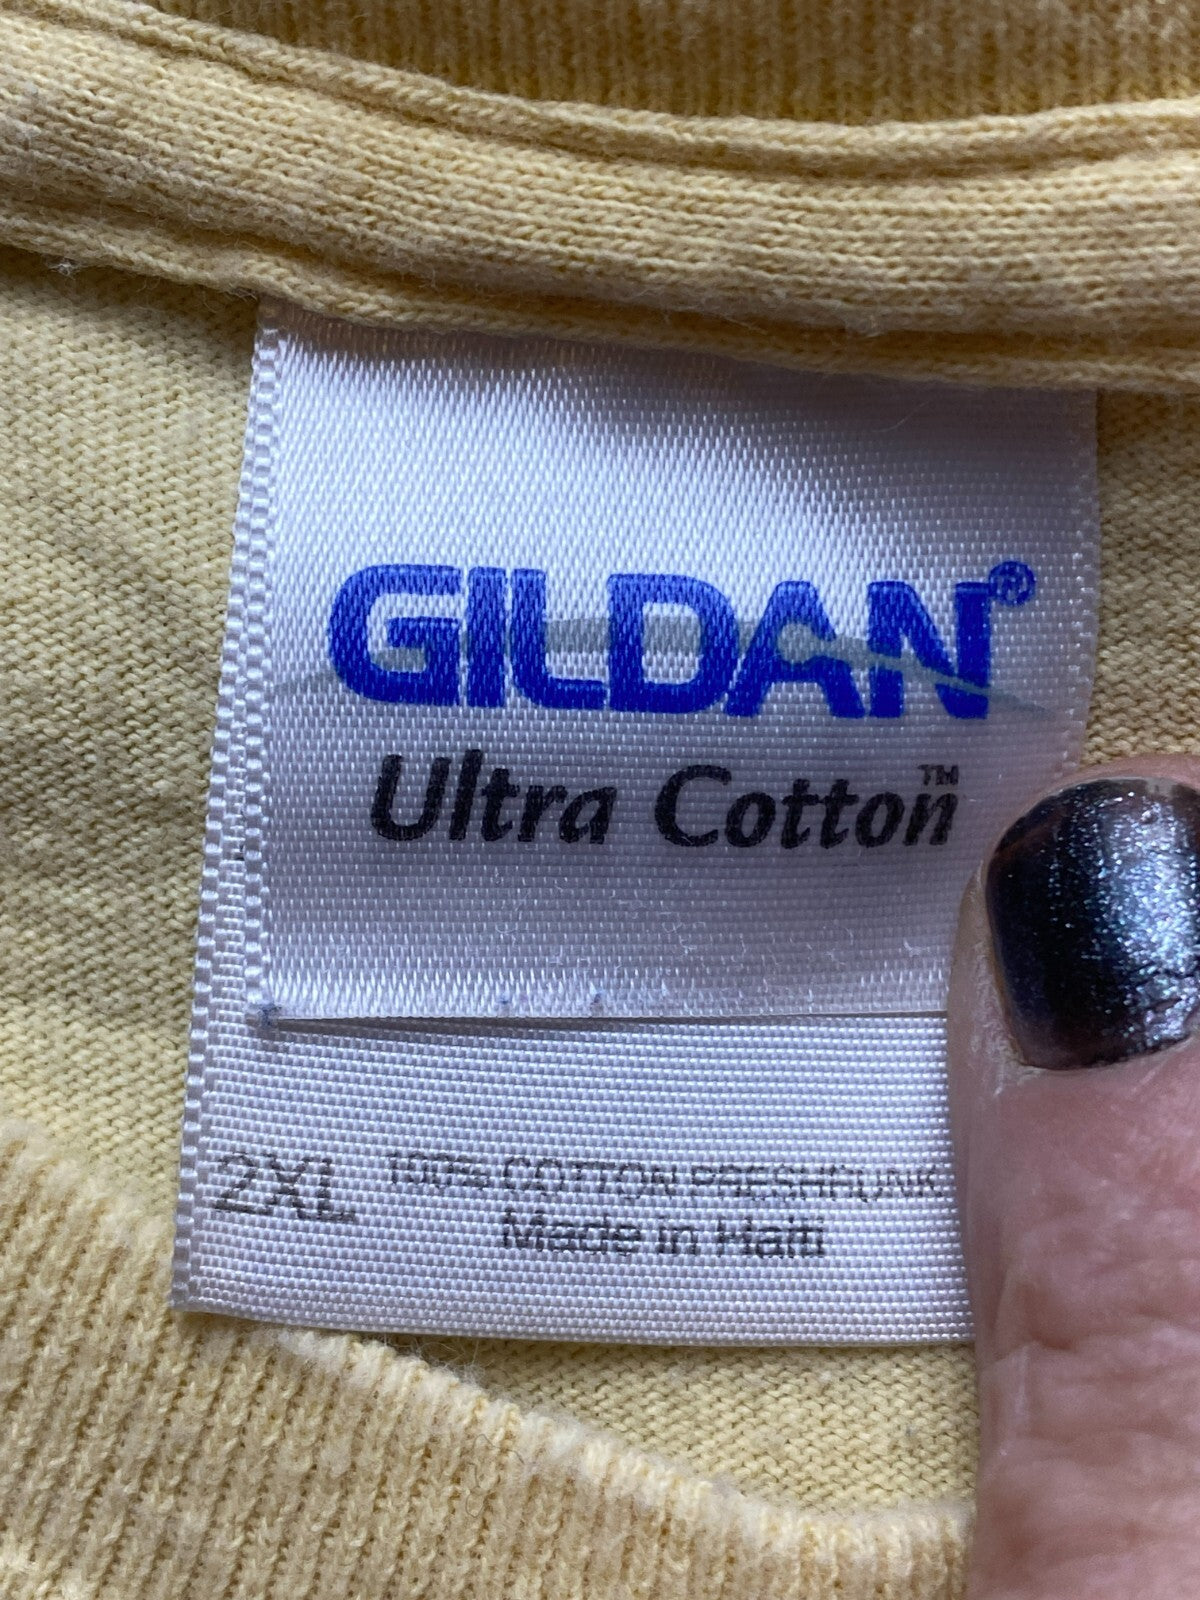 GILDAN®
Ultra Cotton™
2XL 100% COTTON PRESHRUNK
Made in Haiti